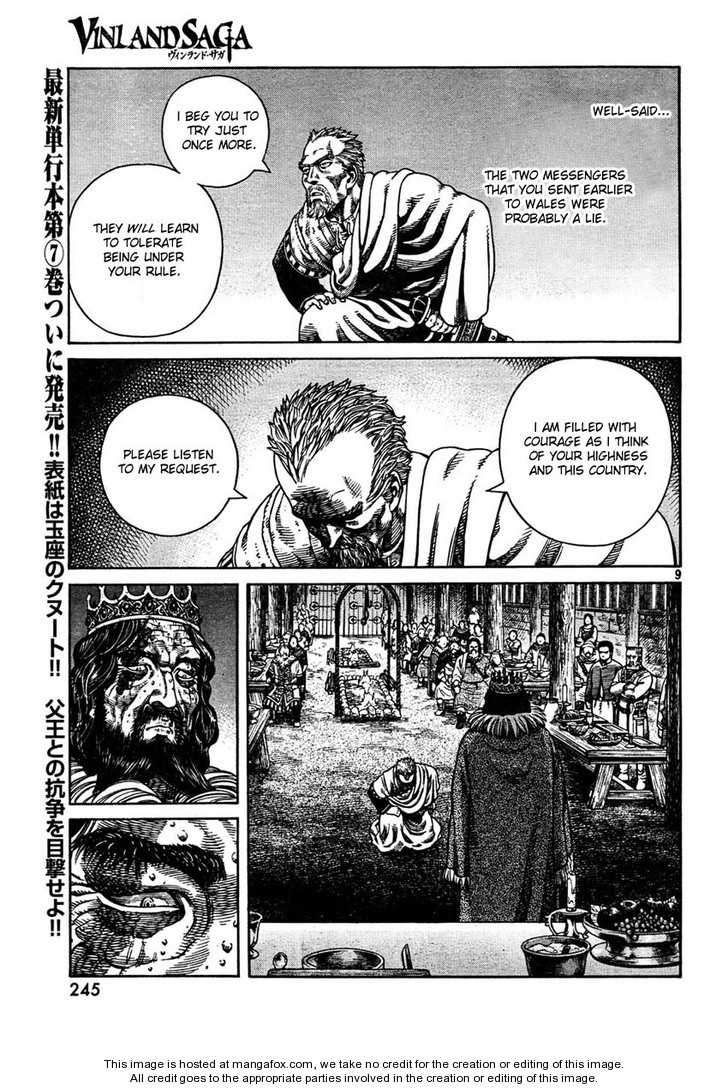 VINLAND SAGA
ヴィンランド・サガ
最新単行本第⑦巻ついに発売!!表紙は玉座のクヌート!! 父王との抗争を目撃せよ!!
WELL-SAID...
THE TWO MESSENGERS
THAT YOU SENT EARLIER
TO WALES WERE
PROBABLY A LIE.
I BEG YOU TO
TRY JUST
ONCE MORE.
THEY WILL LEARN
TO TOLERATE
BEING UNDER
YOUR RULE.
I AM FILLED WITH
COURAGE AS I THINK
OF YOUR HIGHNESS
AND THIS COUNTRY.
PLEASE LISTEN
TO MY REQUEST.
9
245
This image is hosted at mangafox.com, we take no credit for the creation or editing of this image.
All credit goes to the appropriate parties involved in the creation and editing of this image.